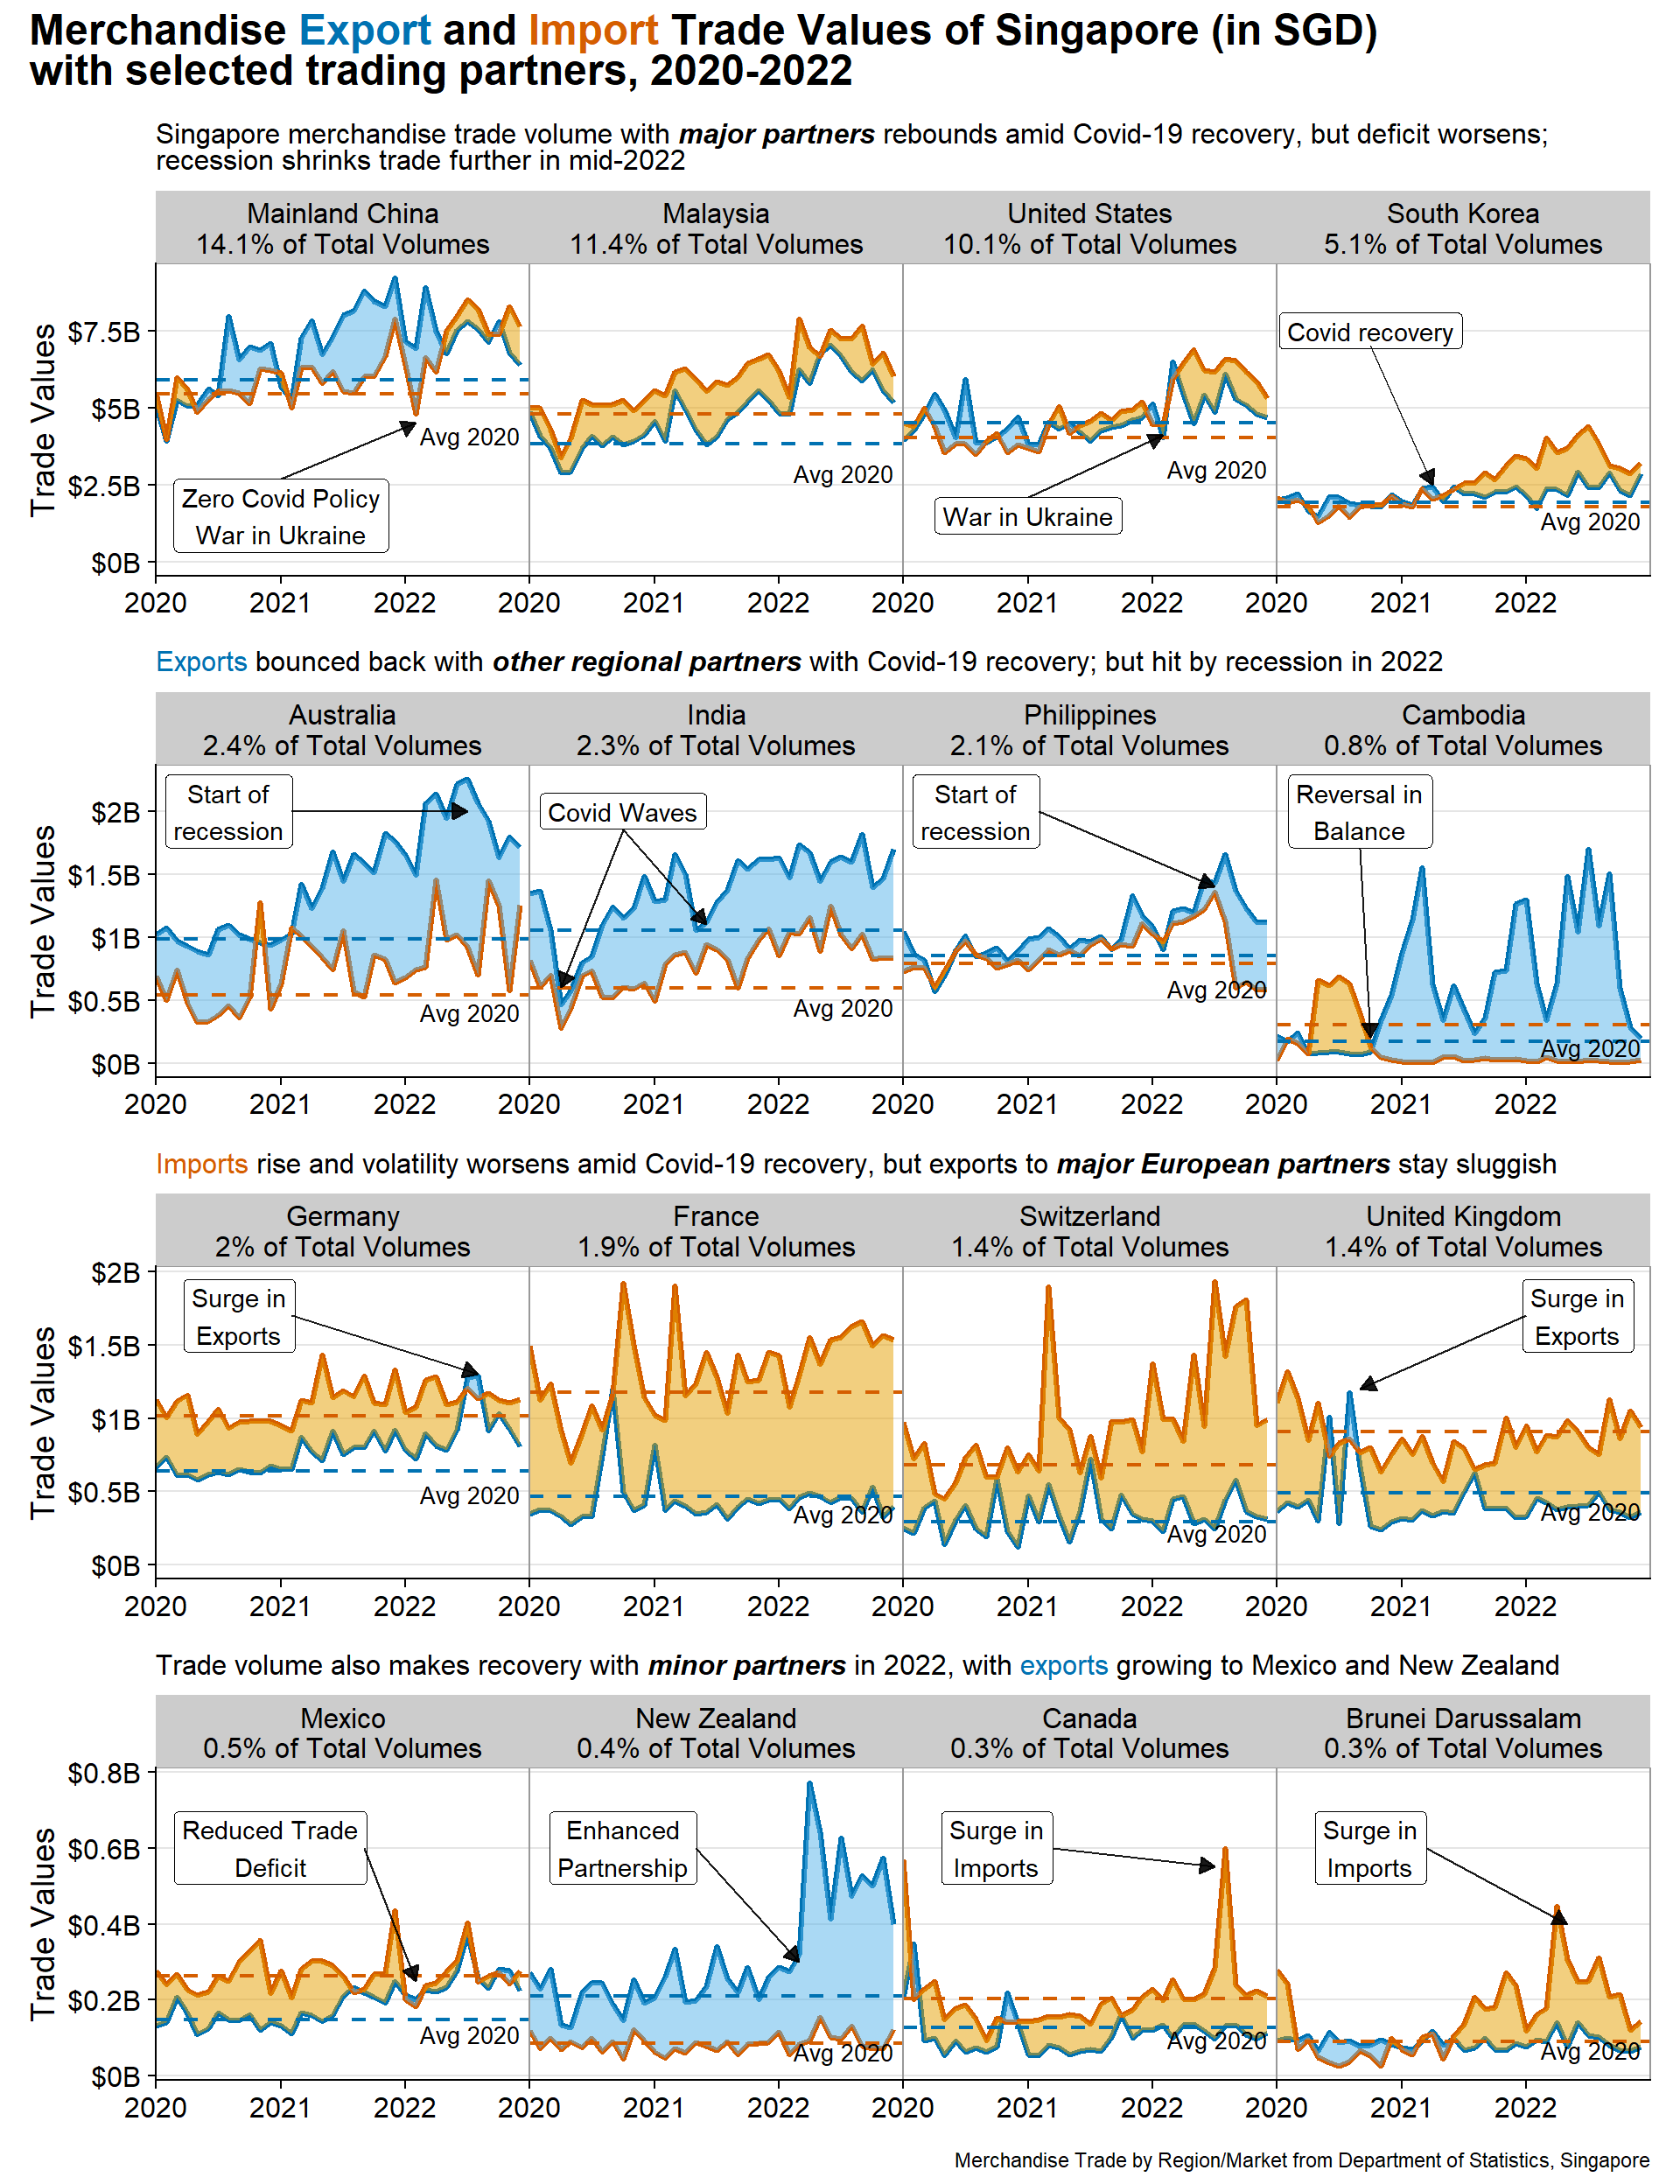 Merchandise Export and Import Trade Values of Singapore (in SGD)
with selected trading partners, 2020-2022
Singapore merchandise trade volume with major partners rebounds amid Covid-19 recovery, but deficit worsens;
recession shrinks trade further in mid-2022
Mainland China
14.1% of Total Volumes
Malaysia
11.4% of Total Volumes
United States
10.1% of Total Volumes
South Korea
5.1% of Total Volumes
Trade Values
$7.5B
$5B
$2.5B
$0B
Avg 2020
Zero Covid Policy
War in Ukraine
Avg 2020
War in Ukraine
Avg 2020
Covid recovery
Avg 2020
2020 2021 2022 2020 2021 2022 2020 2021 2022 2020 2021 2022
Exports bounced back with other regional partners with Covid-19 recovery; but hit by recession in 2022
Australia
2.4% of Total Volumes
India
2.3% of Total Volumes
Philippines
2.1% of Total Volumes
Cambodia
0.8% of Total Volumes
Trade Values
$2B
$1.5B
$1B
$0.5B
$0B
Start of
recession
Avg 2020
Covid Waves
Avg 2020
Start of
recession
Avg 2020
Reversal in
Balance
Avg 2020
2020 2021 2022 2020 2021 2022 2020 2021 2022 2020 2021 2022
Imports rise and volatility worsens amid Covid-19 recovery, but exports to major European partners stay sluggish
Germany
2% of Total Volumes
France
1.9% of Total Volumes
Switzerland
1.4% of Total Volumes
United Kingdom
1.4% of Total Volumes
Trade Values
$2B
$1.5B
$1B
$0.5B
$0B
Surge in
Exports
Avg 2020
Avg 2020
Avg 2020
Surge in
Exports
Avg 2020
2020 2021 2022 2020 2021 2022 2020 2021 2022 2020 2021 2022
Trade volume also makes recovery with minor partners in 2022, with exports growing to Mexico and New Zealand
Mexico
0.5% of Total Volumes
New Zealand
0.4% of Total Volumes
Canada
0.3% of Total Volumes
Brunei Darussalam
0.3% of Total Volumes
Trade Values
$0.8B
$0.6B
$0.4B
$0.2B
$0B
Reduced Trade
Deficit
Avg 2020
Enhanced
Partnership
Avg 2020
Surge in
Imports
Avg 2020
Surge in
Imports
Avg 2020
2020 2021 2022 2020 2021 2022 2020 2021 2022 2020 2021 2022
Merchandise Trade by Region/Market from Department of Statistics, Singapore